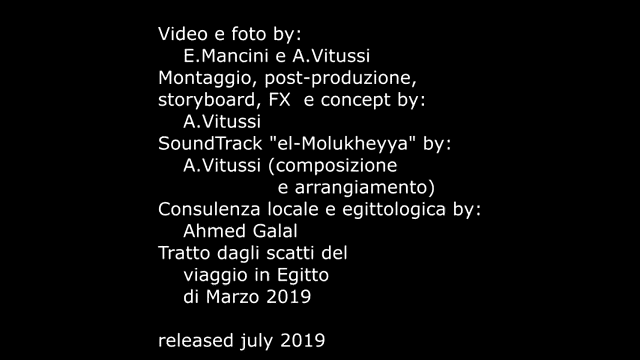 Video e foto by:
E.Mancini e A.Vitussi
Montaggio, post-produzione,
storyboard, FX  e concept by:
A.Vitussi
SoundTrack "el-Molukheyya" by:
A.Vitussi (composizione
e arrangiamento)
Consulenza locale e egittologica by:
Ahmed Galal
Tratto dagli scatti del
viaggio in Egitto
di Marzo 2019
released july 2019